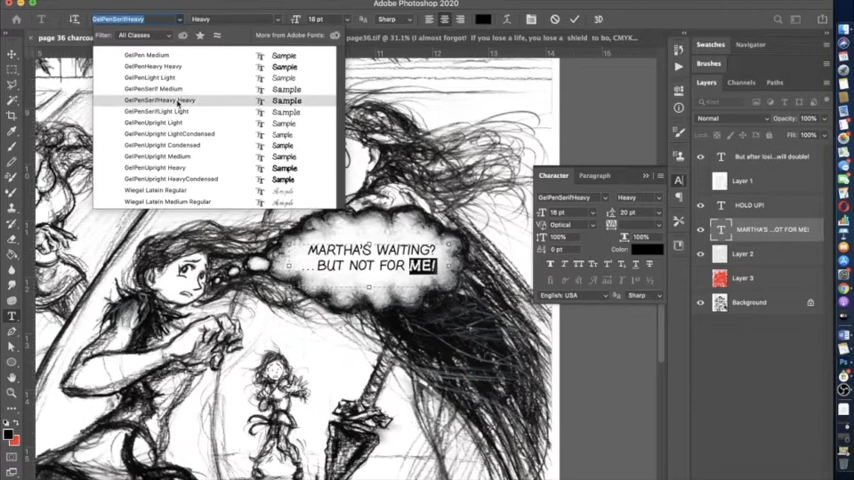 Adobe Photoshop 2020
GelPenSerifHeavy
Heavy
18 pt
Sharp
3D
Filter:
All Classes
More from Adobe Fonts:
page 36 charcoa
page36.tif @ 31.1% (I almost forgot! If you lose a life, you lose a shield to bo, CMYK...
GelPen Medium
Sample
GelPenHeavy Heavy
Sample
GelPenLight Light
Sample
GelPenSerif Medium
Sample
GelPenSerifHeavy Heavy
Sample
GelPenSerifLight Light
Sample
GelPenUpright Light
Sample
GelPenUpright LightCondensed
Sample
GelPenUpright Condensed
Sample
GelPenUpright Medium
Sample
GelPenUpright Heavy
Sample
GelPenUpright HeavyCondensed
Sample
Wiegel Latein Regular
Sample
Wiegel Latein Medium Regular
Sample
MARTHA'S WAITING?
...BUT NOT FOR ME!
Character
Paragraph
GelPenSerifHeavy
Heavy
18 pt
20 pt
Optical
100%
100%
0 pt
Color:
English: USA
Sharp
Swatches
Navigator
Brushes
Layers
Channels
Paths
Kind
Normal
Opacity: 100%
Lock:
Fill: 100%
But after losi...will double!
Layer 1
HOLD UP!
MARTHA'S ...OT FOR ME!
Layer 2
Layer 3
Background